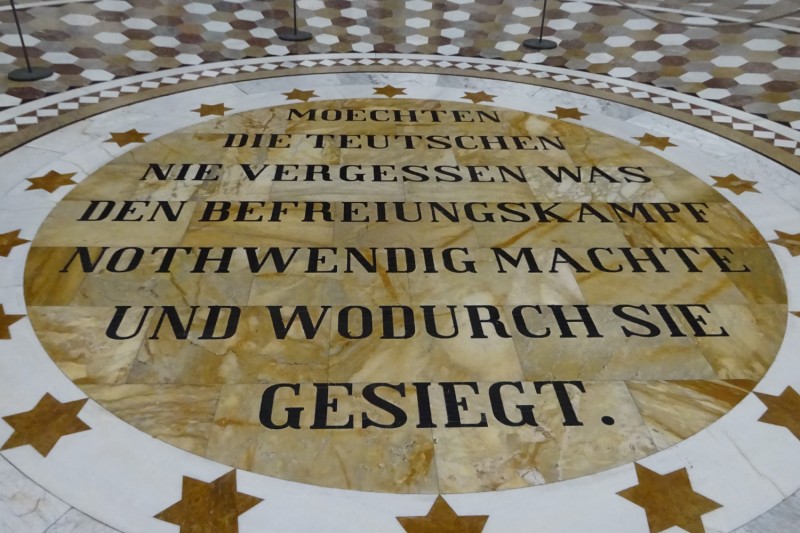 MOECHTEN
DIE TEUTSCHEN
NIE VERGESSEN WAS
DEN BEFREIUNGSKAMPF
NOTHWENDIG MACHTE
UND WODURCH SIE
GESIEGT.